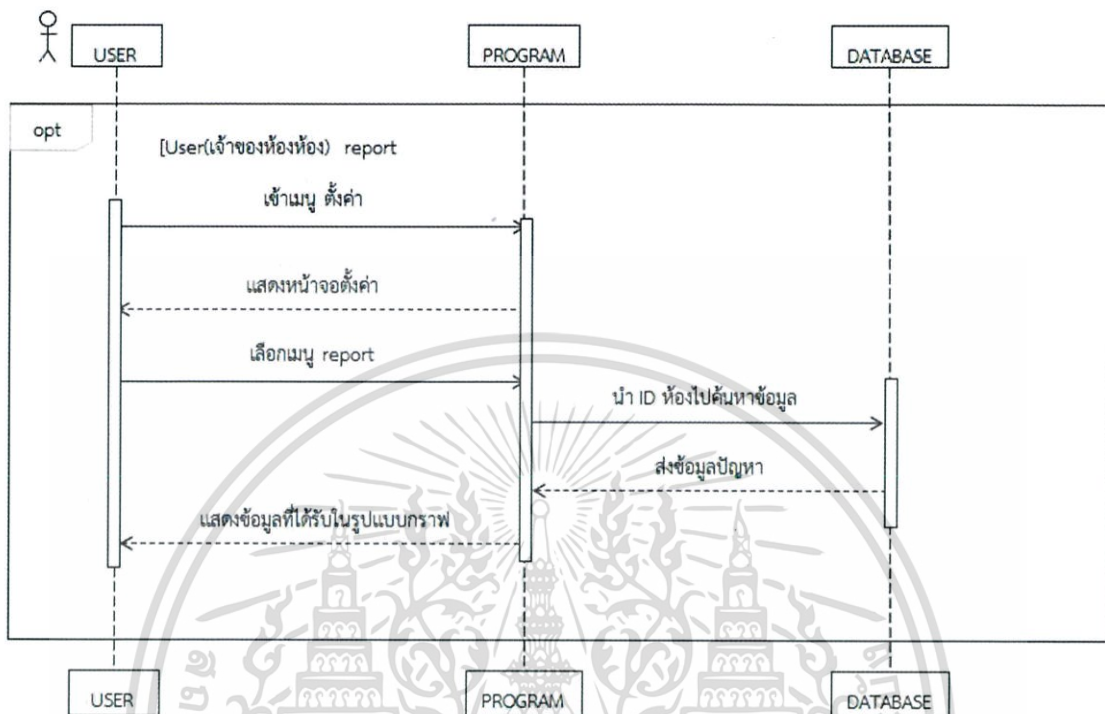 USER PROGRAM DATABASE
opt
[User(เจ้าของห้องห้อง) report
เข้าเมนู ตั้งค่า
แสดงหน้าจอตั้งค่า
เลือกเมนู report
นำ ID ห้องไปค้นหาข้อมูล
ส่งข้อมูลปัญหา
แสดงข้อมูลที่ได้รับในรูปแบบกราฟ
USER PROGRAM DATABASE